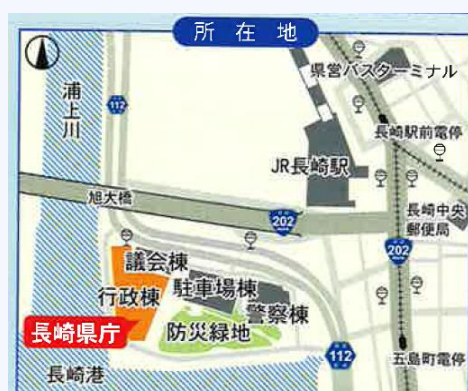 所在地
浦上川
112
県営バスターミナル
長崎駅前電停
JR長崎駅
旭大橋
202
長崎中央
郵便局
202
議会棟
行政棟
駐車場棟
警察棟
防災緑地
長崎県庁
長崎港
112
五島町電停